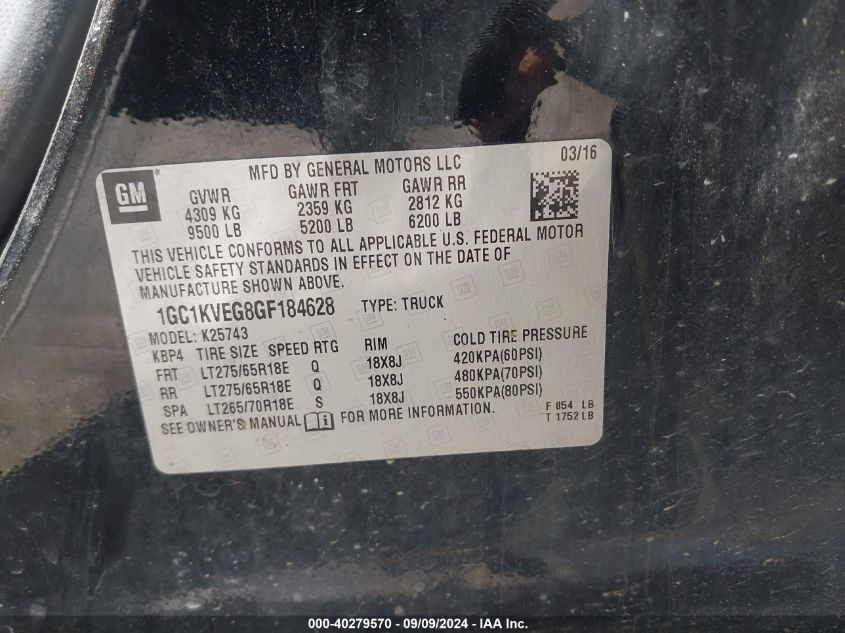 GM
MFD BY GENERAL MOTORS LLC 03/16
GVWR GAWR FRT GAWR RR
4309 KG 2359 KG 2812 KG
9500 LB 5200 LB 6200 LB
THIS VEHICLE CONFORMS TO ALL APPLICABLE U.S. FEDERAL MOTOR
VEHICLE SAFETY STANDARDS IN EFFECT ON THE DATE OF
MANUFACTURE SHOWN ABOVE.
1GC1KVEG8GF184628 TYPE: TRUCK
MODEL: K25743
KBP4 TIRE SIZE SPEED RTG RIM COLD TIRE PRESSURE
FRT LT275/65R18E Q 18X8J 420KPA(60PSI)
RR LT275/65R18E Q 18X8J 480KPA(70PSI)
SPA LT265/70R18E S 18X8J 550KPA(80PSI)
SEE OWNER'S MANUAL FOR MORE INFORMATION.
F 854 LB
T 1752 LB
000-40279570 - 09/09/2024 - WWW.IAAI.COM